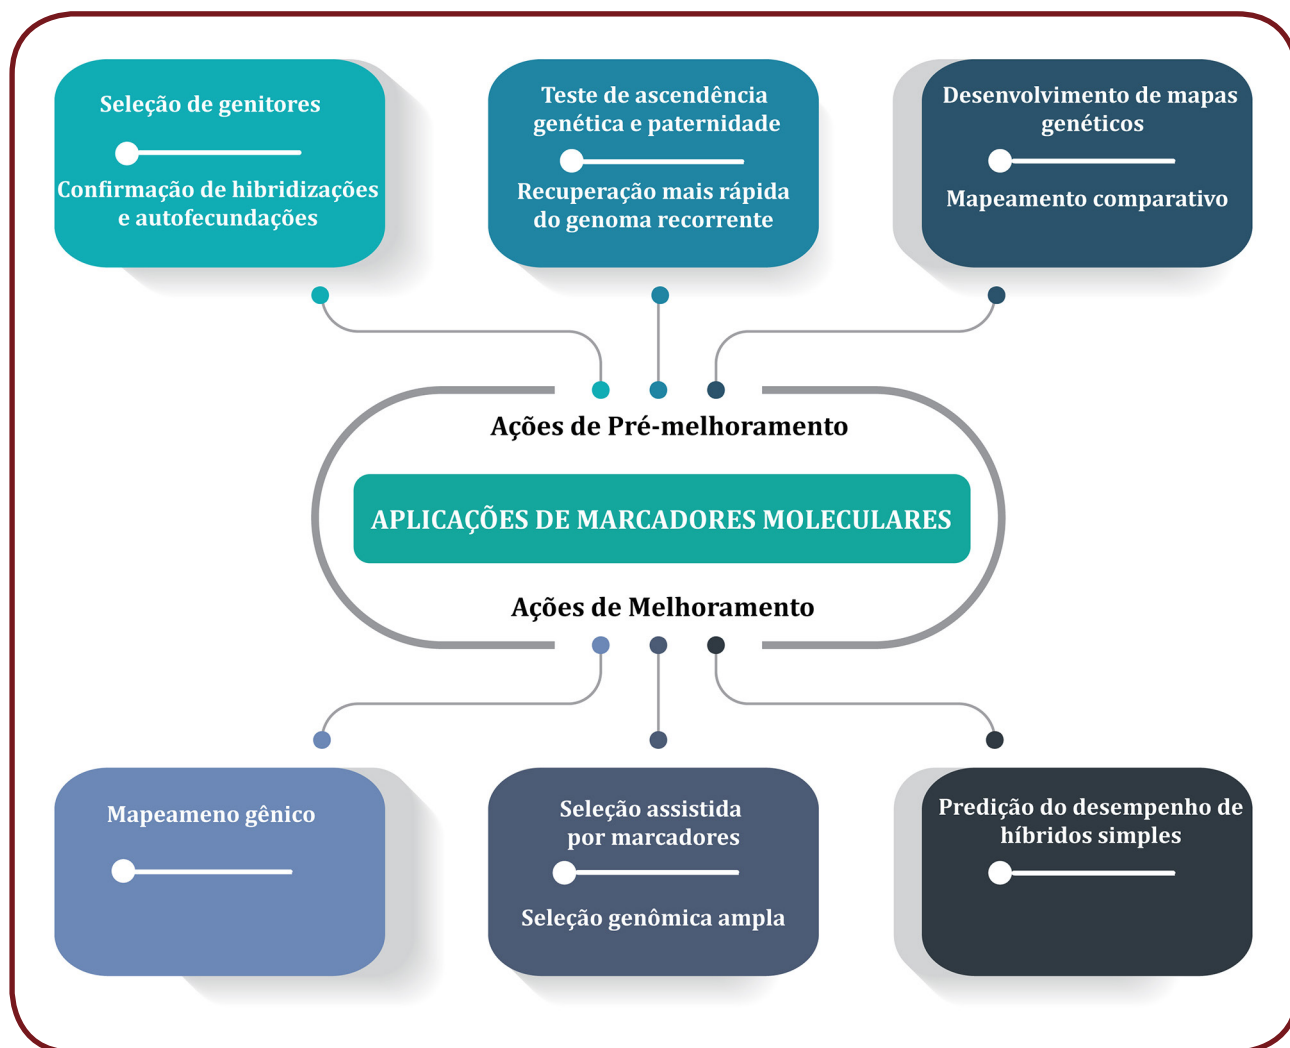 Seleção de genitores
Confirmação de hibridizações
e autofecundações
Teste de ascendência
genética e paternidade
Recuperação mais rápida
do genoma recorrente
Desenvolvimento de mapas
genéticos
Mapeamento comparativo
Ações de Pré-melhoramento
APLICAÇÕES DE MARCADORES MOLECULARES
Ações de Melhoramento
Mapeameno gênico
Seleção assistida
por marcadores
Seleção genômica ampla
Predição do desempenho de
híbridos simples